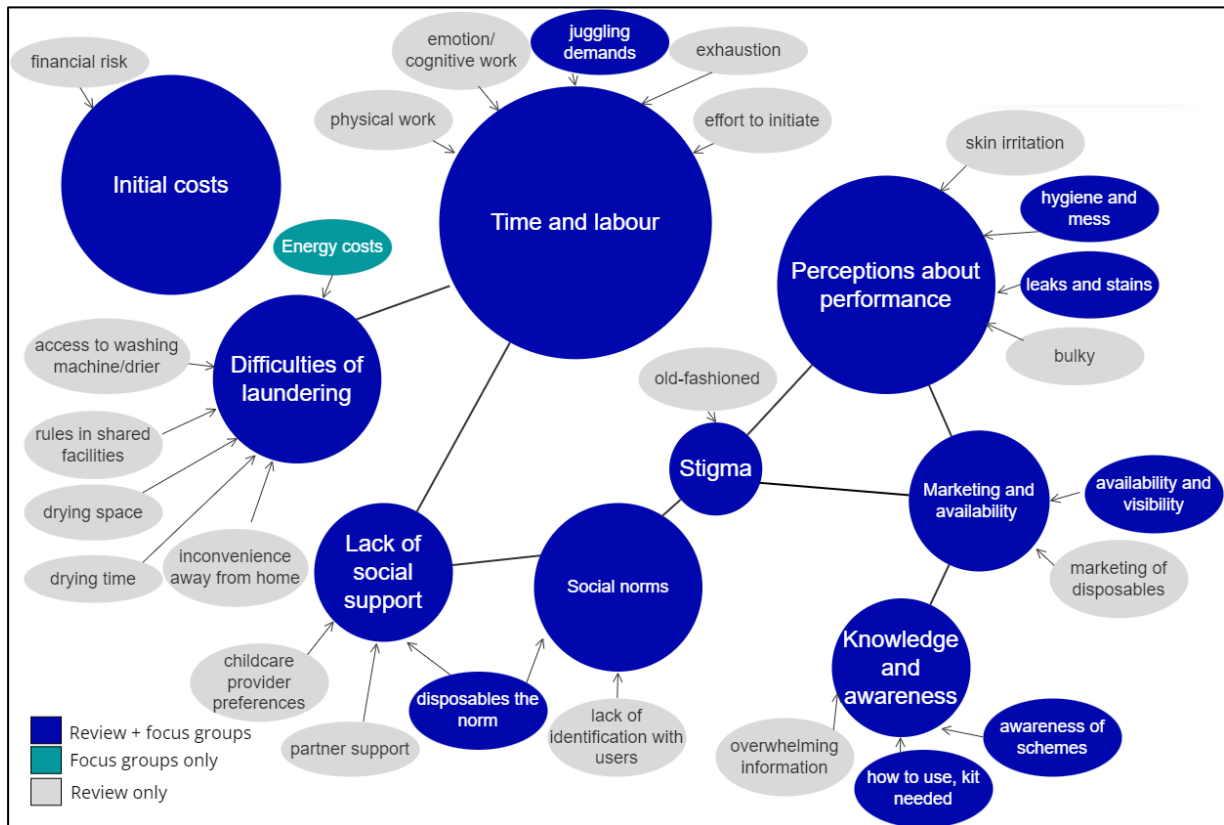 financial risk
Initial costs
emotion/
cognitive work
juggling
demands
exhaustion
physical work
effort to initiate
Time and labour
skin irritation
hygiene and
mess
Perceptions about
performance
leaks and stains
bulky
Energy costs
access to washing
machine/drier
Difficulties of
laundering
rules in shared
facilities
drying space
drying time
inconvenience
away from home
old-fashioned
Stigma
Marketing and
availability
availability and
visibility
marketing of
disposables
Lack of
social
support
Social norms
Knowledge
and
awareness
childcare
provider
preferences
partner support
disposables the
norm
lack of
identification with
users
overwhelming
information
how to use, kit
needed
awareness of
schemes
Review + focus groups
Focus groups only
Review only